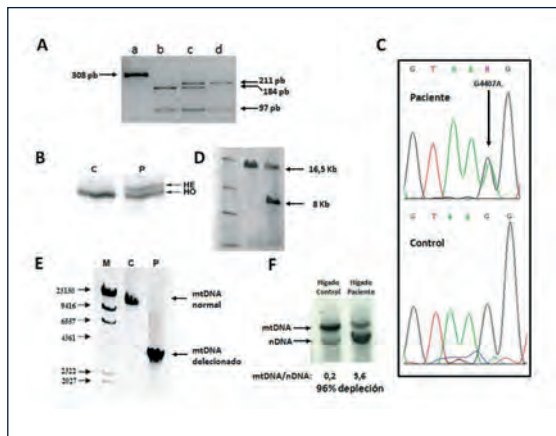 A
a b c d
308 pb
211 pb
184 pb
97 pb
B
C P
HE
HO
D
16,5 Kb
8 Kb
C
G T A A R G
G4407A
Paciente
G T A A G G
Control
E
M C P
9416
6557
4361
2322
2027
mtDNA
normal
mtDNA
delecionado
F
Hígado
Control
Hígado
Paciente
mtDNA
nDNA
mtDNA/nDNA: 0,2 5,6
96% depleción